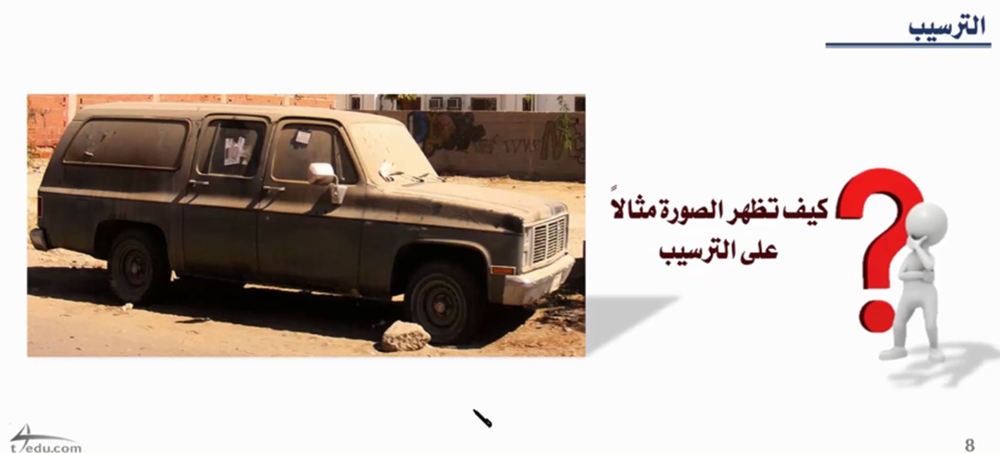 الترسيب
كيف تظهر الصورة مثالاً
على الترسيب
t4edu.com
8